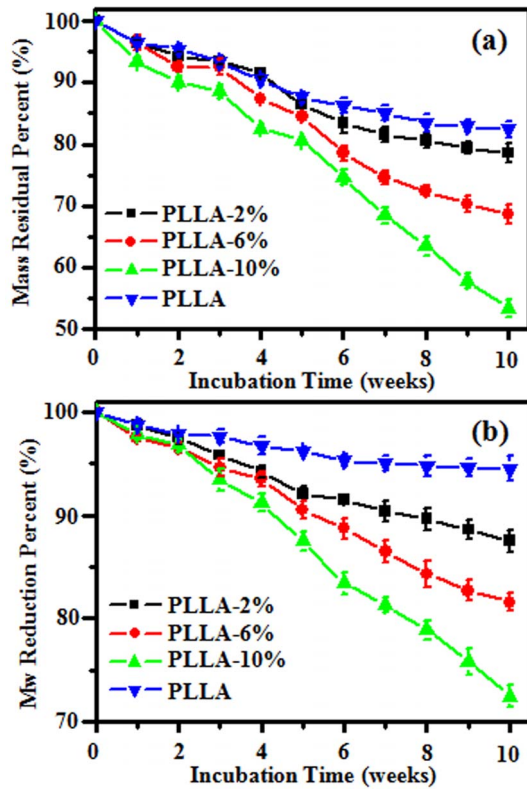 (a)
100
90
80
70
60
50
Mass Residual Percent (%)
PLLA-2%
PLLA-6%
PLLA-10%
PLLA
0 2 4 6 8 10
Incubation Time (weeks)
(b)
100
90
80
70
Mw Reduction Percent (%)
PLLA-2%
PLLA-6%
PLLA-10%
PLLA
0 2 4 6 8 10
Incubation Time (weeks)